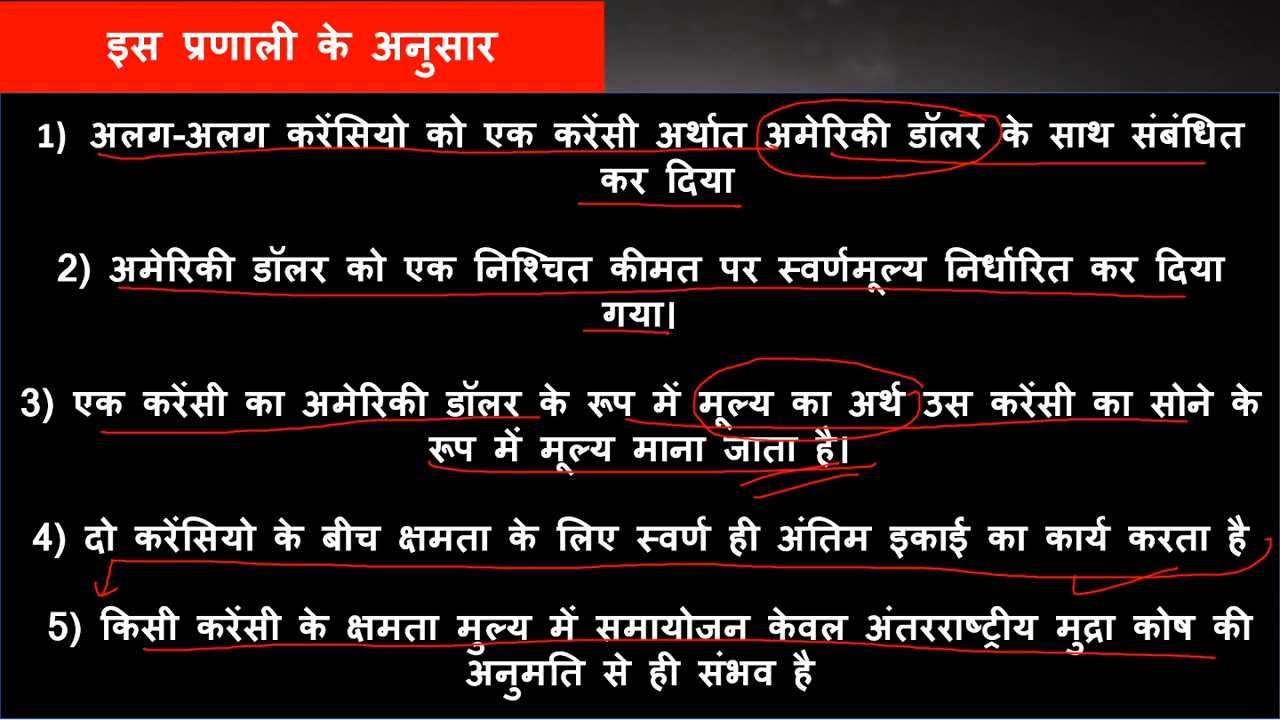 इस प्रणाली के अनुसार
1) अलग-अलग करेंसियो को एक करेंसी अर्थात अमेरिकी डॉलर के साथ संबंधित
कर दिया
2) अमेरिकी डॉलर को एक निश्चित कीमत पर स्वर्णमूल्य निर्धारित कर दिया
गया।
3) एक करेंसी का अमेरिकी डॉलर के रूप में मूल्य का अर्थ उस करेंसी का सोने के
रूप में मूल्य माना जाता है।
4) दो करेंसियो के बीच क्षमता के लिए स्वर्ण ही अंतिम इकाई का कार्य करता है
5) किसी करेंसी के क्षमता मुल्य में समायोजन केवल अंतरराष्ट्रीय मुद्रा कोष की
अनुमति से ही संभव है